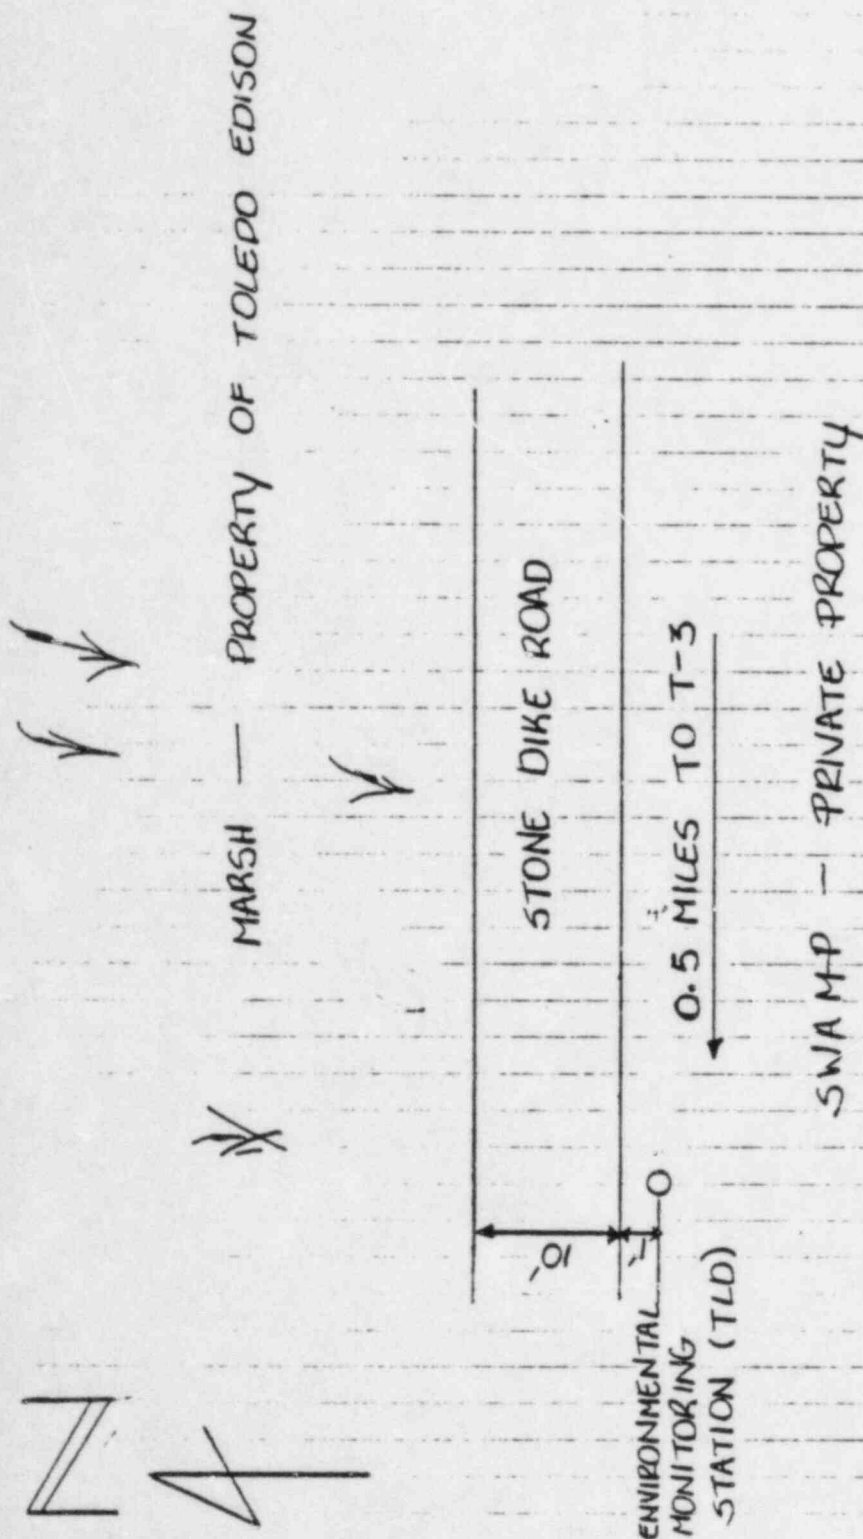 N
MARSH — PROPERTY OF TOLEDO EDISON
STONE DIKE ROAD
10'
1'
ENVIRONMENTAL
MONITORING
STATION (TLD)
0.5 MILES TO T-3
SWAMP — PRIVATE PROPERTY